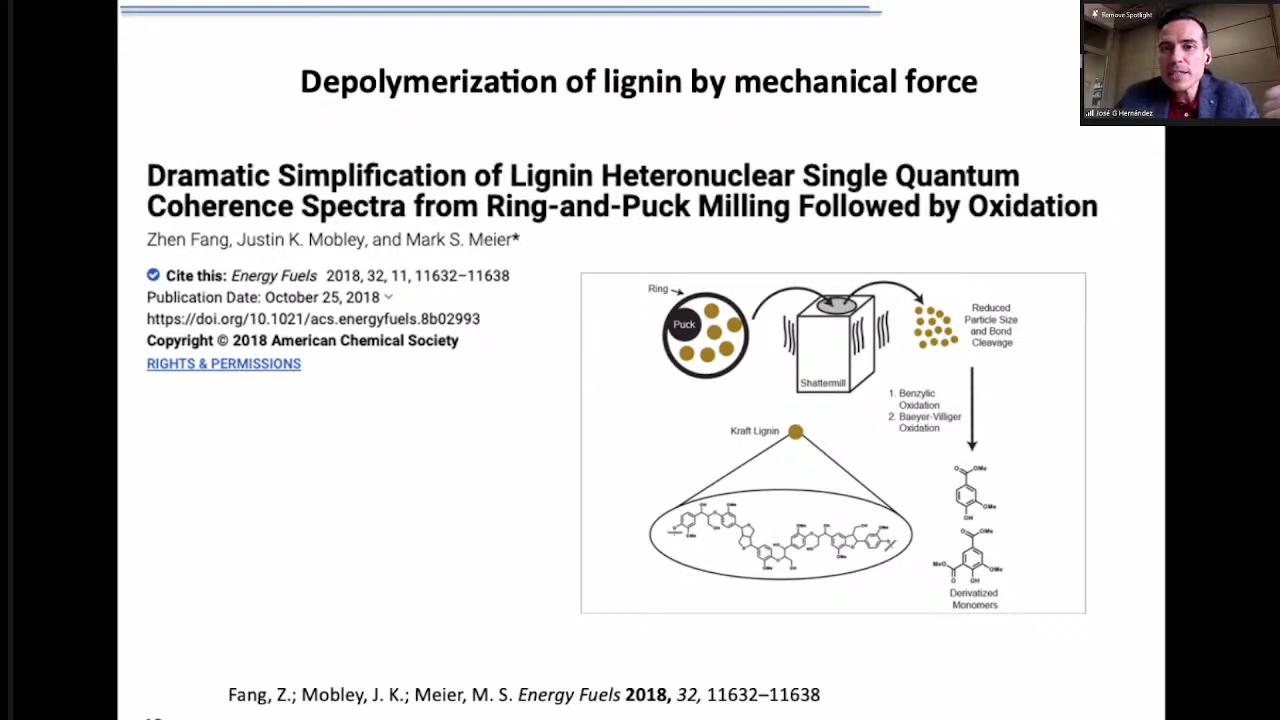 Remove Spotlight
José G Hernández
Depolymerization of lignin by mechanical force
Dramatic Simplification of Lignin Heteronuclear Single Quantum
Coherence Spectra from Ring-and-Puck Milling Followed by Oxidation
Zhen Fang, Justin K. Mobley, and Mark S. Meier*
Cite this: Energy Fuels 2018, 32, 11, 11632–11638
Publication Date: October 25, 2018
https://doi.org/10.1021/acs.energyfuels.8b02993
Copyright © 2018 American Chemical Society
RIGHTS & PERMISSIONS
Ring
Puck
Shattermill
Reduced
Particle Size
and Bond
Cleavage
1. Benzylic
Oxidation
2. Baeyer-Villiger
Oxidation
Kraft Lignin
O
OMe
OMe
OH
O
OMe
MeO
OMe
O
OH
Derivatized
Monomers
Fang, Z.; Mobley, J. K.; Meier, M. S. Energy Fuels 2018, 32, 11632–11638